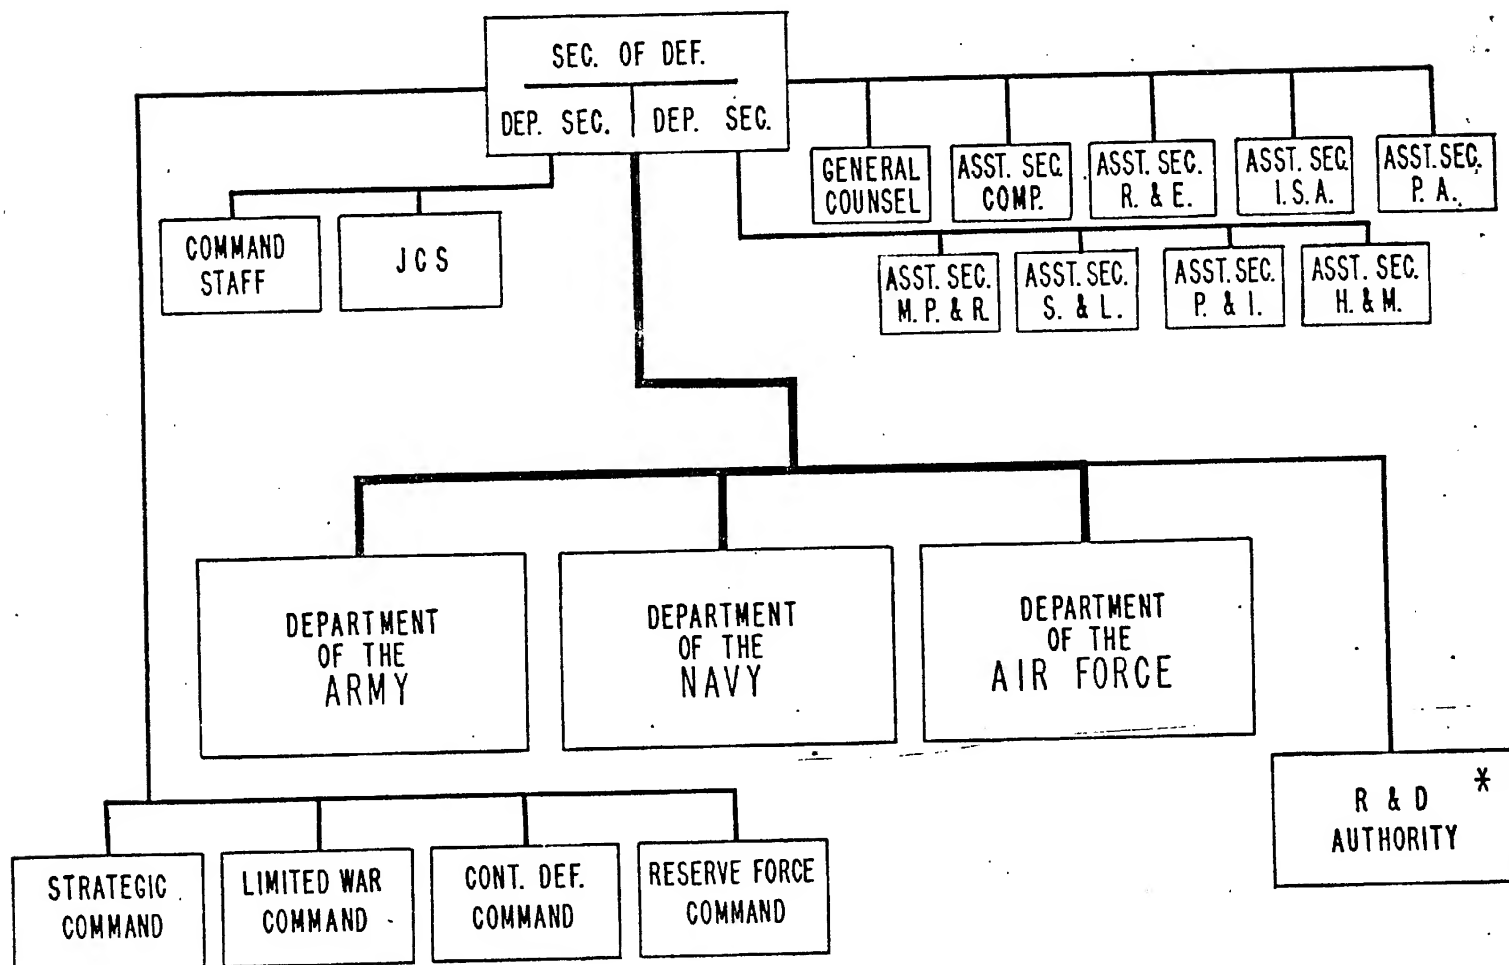 SEC. OF DEF.
DEP. SEC.
DEP. SEC.
GENERAL
COUNSEL
ASST. SEC.
COMP.
ASST. SEC.
R. & E.
ASST. SEC.
I. S. A.
ASST. SEC.
P. A.
COMMAND
STAFF
J C S
ASST. SEC.
M. P. & R.
ASST. SEC.
S. & L.
ASST. SEC.
P. & I.
ASST. SEC.
H. & M.
DEPARTMENT
OF THE
ARMY
DEPARTMENT
OF THE
NAVY
DEPARTMENT
OF THE
AIR FORCE
R & D *
AUTHORITY
STRATEGIC
COMMAND
LIMITED WAR
COMMAND
CONT. DEF.
COMMAND
RESERVE FORCE
COMMAND